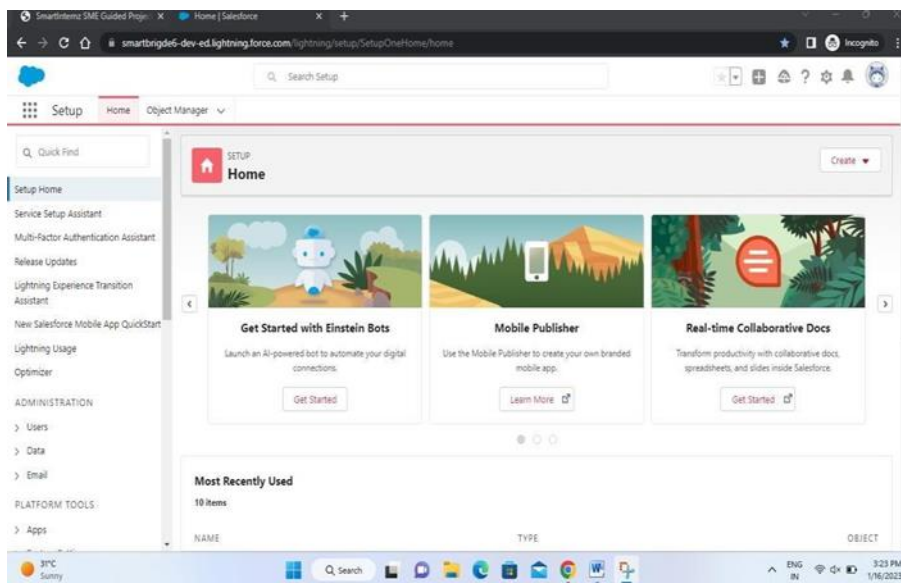 SmartInternz SME Guided Proje
Home | Salesforce
smartbrigde6-dev-ed.lightning.force.com/lightning/setup/SetupOneHome/home
Incognito
Search Setup
Setup
Home
Object Manager
Quick Find
Setup Home
Service Setup Assistant
Multi-Factor Authentication Assistant
Release Updates
Lightning Experience Transition
Assistant
New Salesforce Mobile App QuickStart
Lightning Usage
Optimizer
ADMINISTRATION
Users
Data
Email
PLATFORM TOOLS
Apps
SETUP
Home
Create
Get Started with Einstein Bots
Launch an AI-powered bot to automate your digital
connections.
Get Started
Mobile Publisher
Use the Mobile Publisher to create your own branded
mobile app.
Learn More
Real-time Collaborative Docs
Transform productivity with collaborative docs,
spreadsheets, and slides inside Salesforce.
Get Started
Most Recently Used
10 items
NAME
TYPE
OBJECT
31°C
Sunny
Search
ENG
IN
3:23 PM
1/16/2023